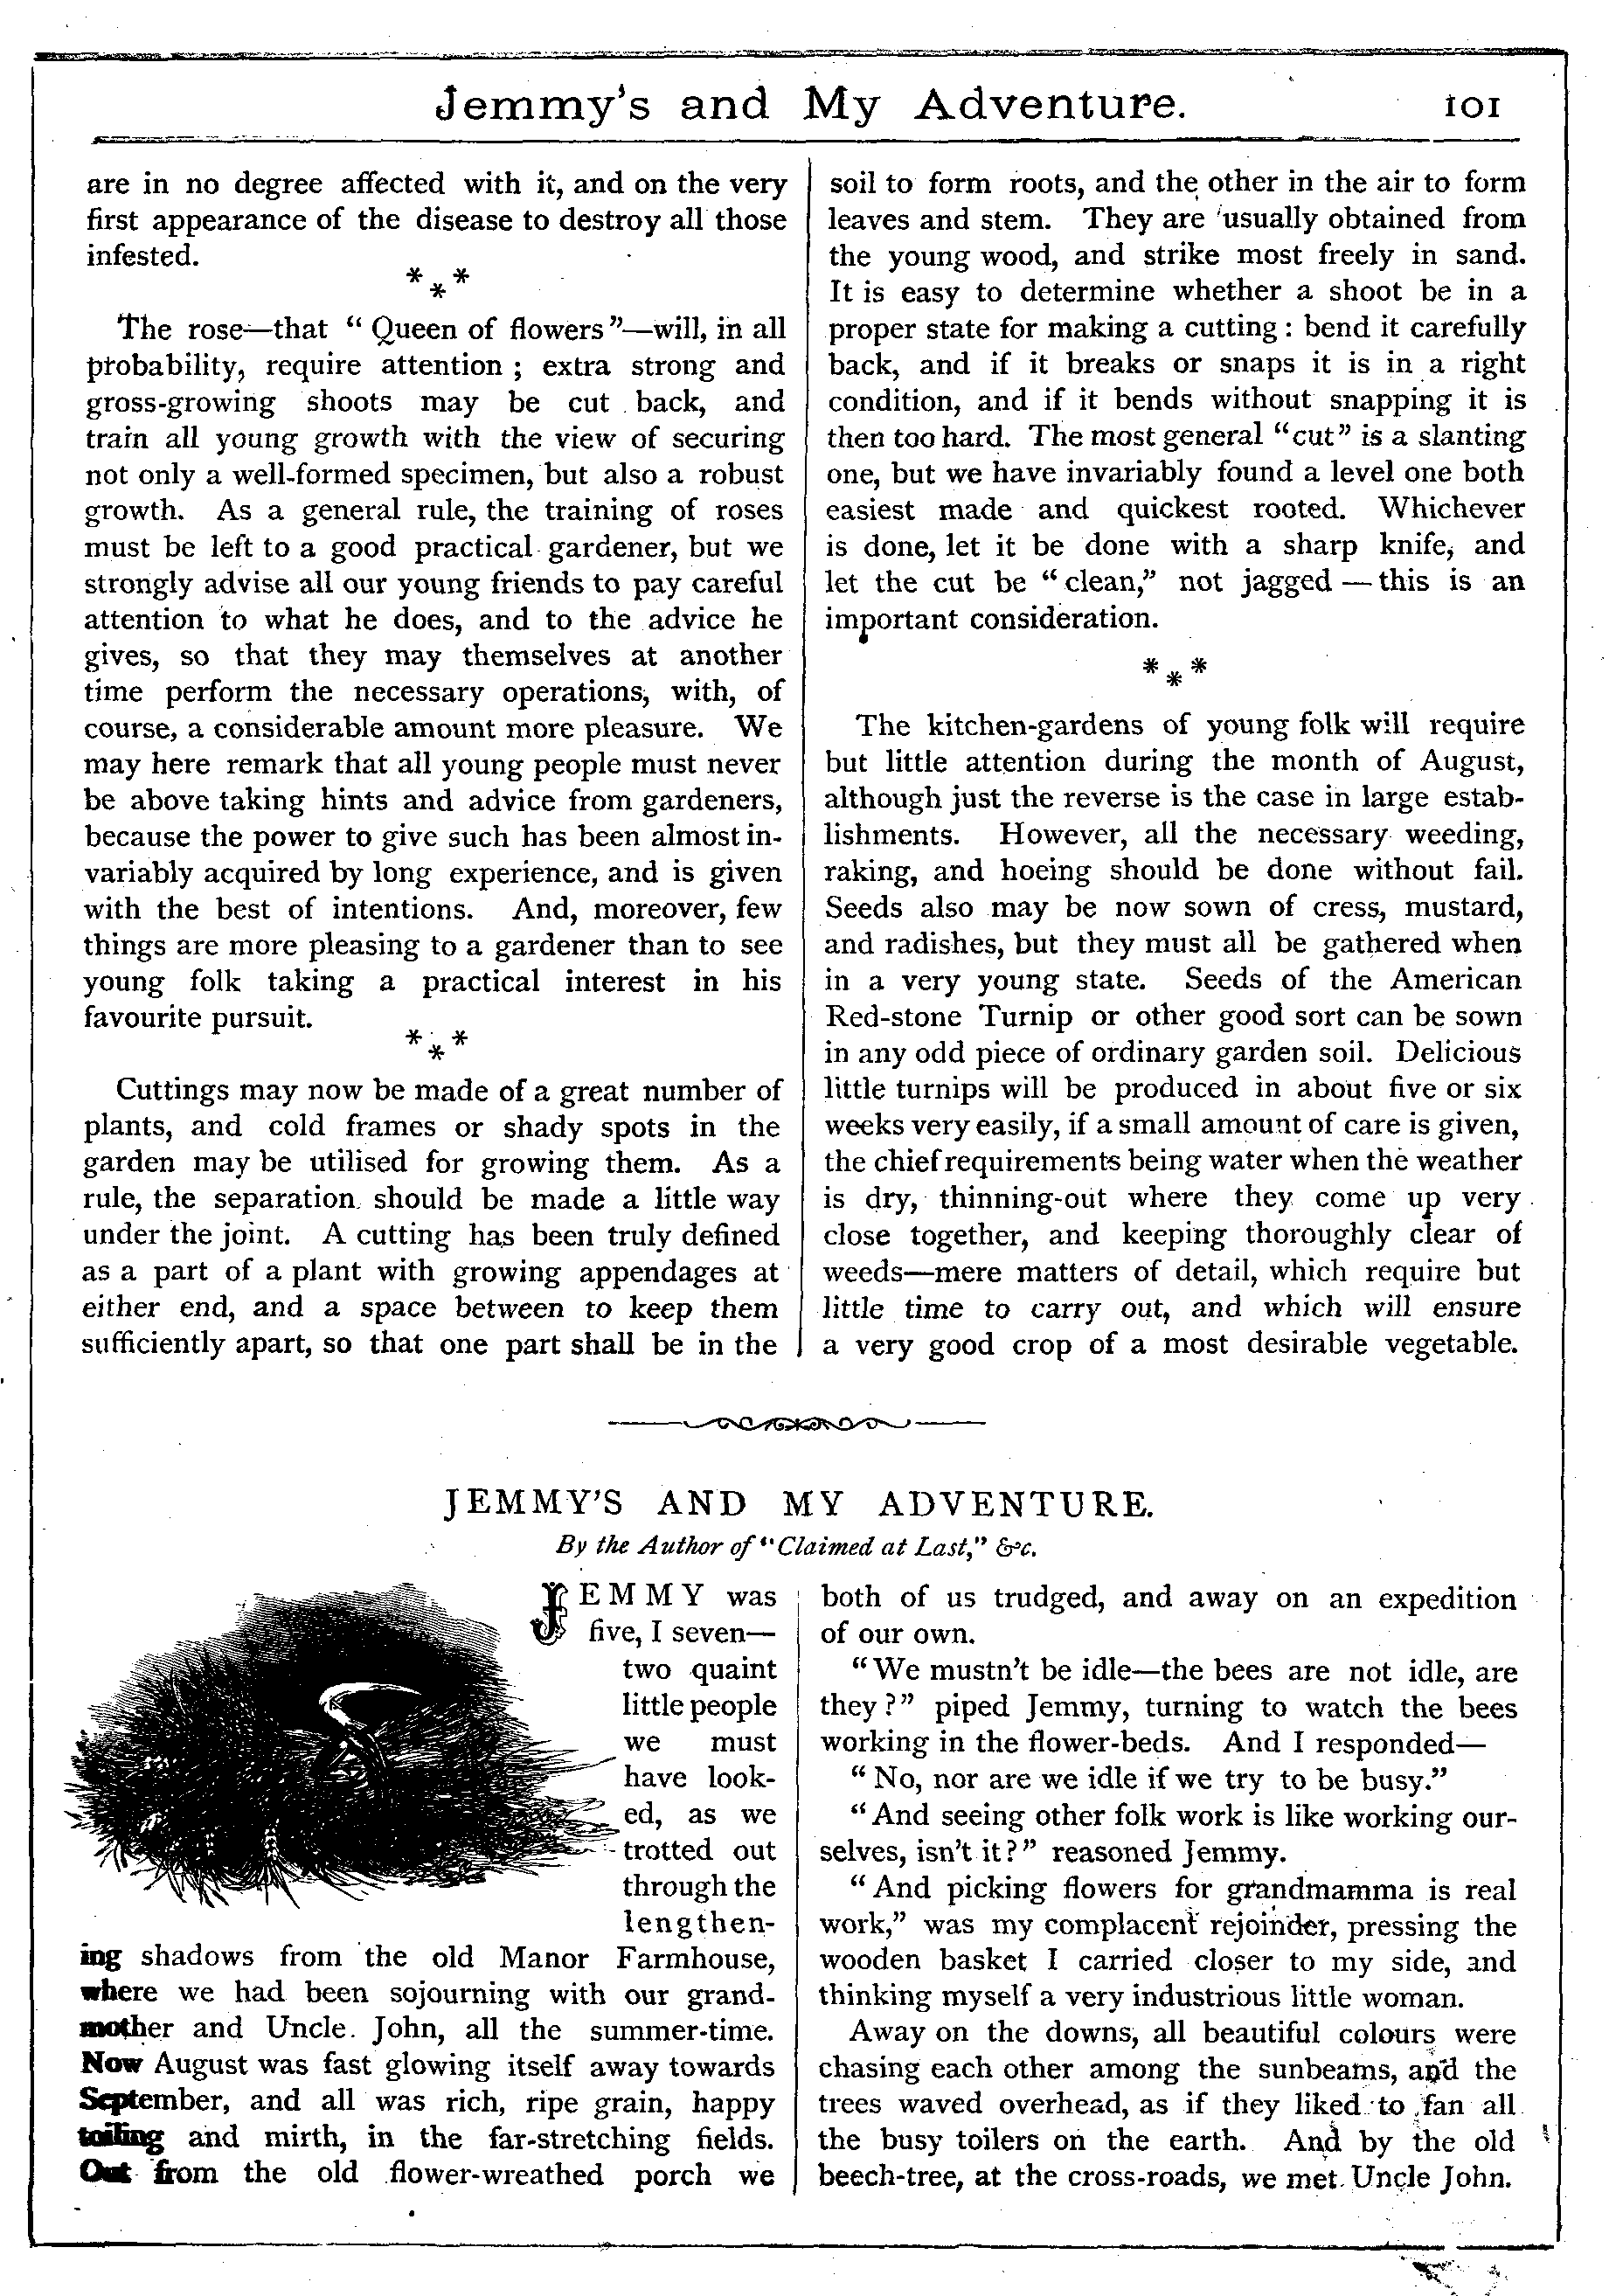 Jemmy's and My Adventure. 101
are in no degree affected with it, and on the very
first appearance of the disease to destroy all those
infested.
* * *
The rose—that "Queen of flowers"—will, in all
probability, require attention; extra strong and
gross-growing shoots may be cut back, and
train all young growth with the view of securing
not only a well-formed specimen, but also a robust
growth. As a general rule, the training of roses
must be left to a good practical gardener, but we
strongly advise all our young friends to pay careful
attention to what he does, and to the advice he
gives, so that they may themselves at another
time perform the necessary operations, with, of
course, a considerable amount more pleasure. We
may here remark that all young people must never
be above taking hints and advice from gardeners,
because the power to give such has been almost in-
variably acquired by long experience, and is given
with the best of intentions. And, moreover, few
things are more pleasing to a gardener than to see
young folk taking a practical interest in his
favourite pursuit.
* * *
Cuttings may now be made of a great number of
plants, and cold frames or shady spots in the
garden may be utilised for growing them. As a
rule, the separation should be made a little way
under the joint. A cutting has been truly defined
as a part of a plant with growing appendages at
either end, and a space between to keep them
sufficiently apart, so that one part shall be in the
soil to form roots, and the other in the air to form
leaves and stem. They are usually obtained from
the young wood, and strike most freely in sand.
It is easy to determine whether a shoot be in a
proper state for making a cutting: bend it carefully
back, and if it breaks or snaps it is in a right
condition, and if it bends without snapping it is
then too hard. The most general "cut" is a slanting
one, but we have invariably found a level one both
easiest made and quickest rooted. Whichever
is done, let it be done with a sharp knife, and
let the cut be "clean," not jagged—this is an
important consideration.
* * *
The kitchen-gardens of young folk will require
but little attention during the month of August,
although just the reverse is the case in large estab-
lishments. However, all the necessary weeding,
raking, and hoeing should be done without fail.
Seeds also may be now sown of cress, mustard,
and radishes, but they must all be gathered when
in a very young state. Seeds of the American
Red-stone Turnip or other good sort can be sown
in any odd piece of ordinary garden soil. Delicious
little turnips will be produced in about five or six
weeks very easily, if a small amount of care is given,
the chief requirements being water when the weather
is dry, thinning-out where they come up very
close together, and keeping thoroughly clear of
weeds—mere matters of detail, which require but
little time to carry out, and which will ensure
a very good crop of a most desirable vegetable.
JEMMY'S AND MY ADVENTURE.
By the Author of "Claimed at Last," &c.
JEMMY was
five, I seven—
two quaint
little people
we must
have look-
ed, as we
trotted out
through the
lengthen-
ing shadows from the old Manor Farmhouse,
where we had been sojourning with our grand-
mother and Uncle John, all the summer-time.
Now August was fast glowing itself away towards
September, and all was rich, ripe grain, happy
toiling and mirth, in the far-stretching fields.
Out from the old flower-wreathed porch we
both of us trudged, and away on an expedition
of our own.
"We mustn't be idle—the bees are not idle, are
they?" piped Jemmy, turning to watch the bees
working in the flower-beds. And I responded—
"No, nor are we idle if we try to be busy."
"And seeing other folk work is like working our-
selves, isn't it?" reasoned Jemmy.
"And picking flowers for grandmamma is real
work," was my complacent rejoinder, pressing the
wooden basket I carried closer to my side, and
thinking myself a very industrious little woman.
Away on the downs, all beautiful colours were
chasing each other among the sunbeams, and the
trees waved overhead, as if they liked to fan all
the busy toilers on the earth. And by the old
beech-tree, at the cross-roads, we met Uncle John.